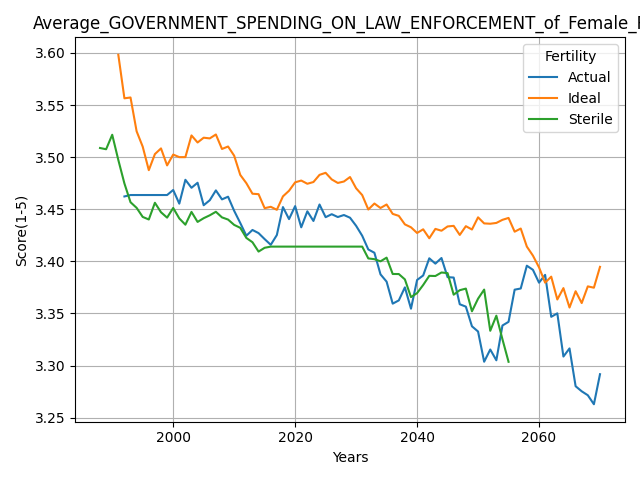 Average_GOVERNMENT_SPENDING_ON_LAW_ENFORCEMENT_of_Female_
3.60
3.55
3.50
3.45
3.40
3.35
3.30
3.25
Score(1-5)
Fertility
Actual
Ideal
Sterile
2000 2020 2040 2060
Years